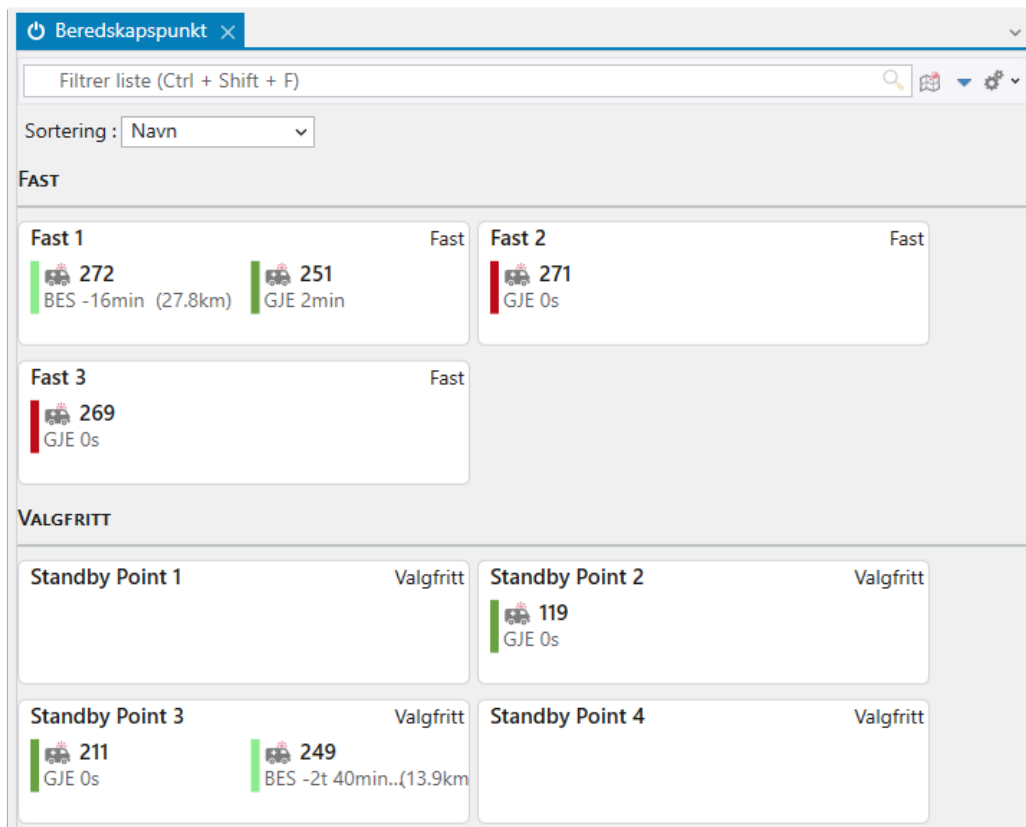 Beredskapspunkt
Filtrer liste (Ctrl + Shift + F)
Sortering : Navn
FAST
Fast 1 Fast
272 251
BES -16min (27.8km) GJE 2min
Fast 2 Fast
271
GJE 0s
Fast 3 Fast
269
GJE 0s
VALGFRITT
Standby Point 1 Valgfritt
Standby Point 2 Valgfritt
119
GJE 0s
Standby Point 3 Valgfritt
211 249
GJE 0s BES -2t 40min...(13.9km
Standby Point 4 Valgfritt